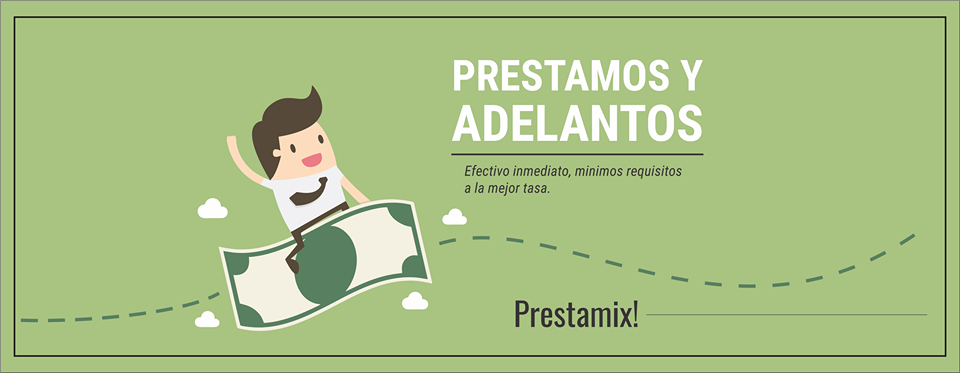 PRESTAMOS Y
ADELANTOS
Efectivo inmediato, minimos requisitos
a la mejor tasa.
Prestamix!